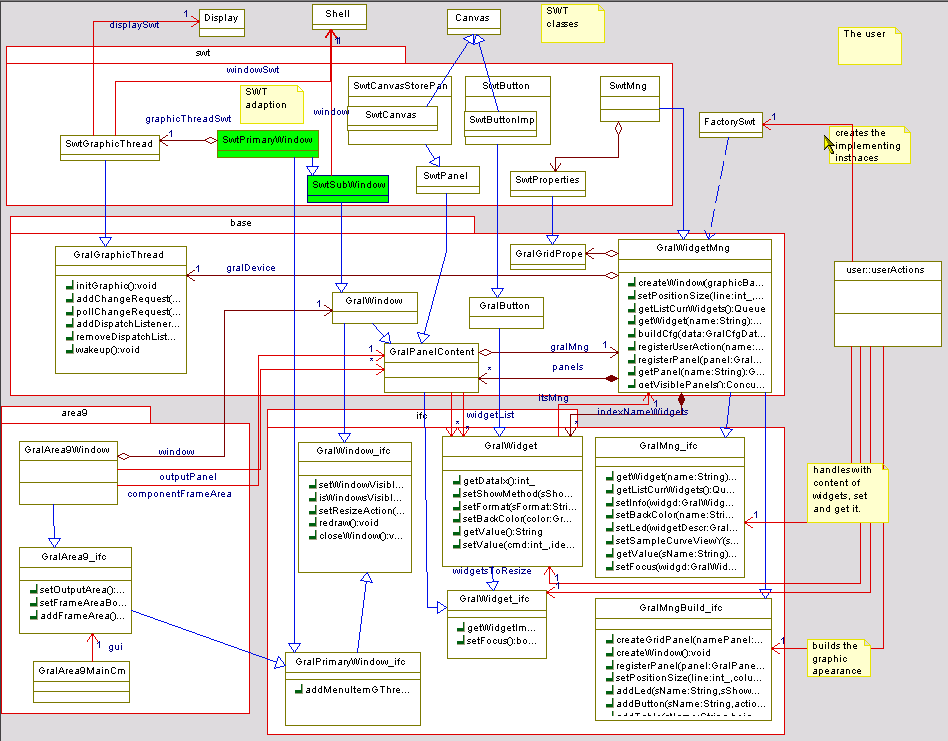 Display
Shell
Canvas
SWT
classes
The user
1
displaySwt
1
swt
windowSwt
SWT
adaption
window
SwtCanvasStorePan
SwtCanvas
SwtButton
SwtButtonImp
SwtMng
FactorySwt
1
creates the
implementing
instnaces
graphicThreadSwt
1
SwtGraphicThread
SwtPrimaryWindow
SwtSubWindow
SwtPanel
SwtProperties
base
GralGraphicThread
initGraphic():void
addChangeRequest(...
pollChangeRequest(...
addDispatchListener...
removeDispatchList...
wakeup():void
1
gralDevice
GralGridPrope
GralWidgetMng
createWindow(graphicBa...
setPositionSize(line:int_,...
getListCurrWidgets():Queue
getWidget(name:String):...
buildCfg(data:GralCfgDat...
registerUserAction(name:...
registerPanel(panel:Gral...
getPanel(name:String):G...
getVisiblePanels():Concu...
user::userActions
1
GralWindow
GralButton
1
*
GralPanelContent
gralMng
1
panels
*
itsMng
1
indexNameWidgets
area9
ifc
widgetList
*
*
*
GralArea9Window
window
outputPanel
componentFrameArea
GralWindow_ifc
setWindowVisibl...
isWindowsVisibl...
setResizeAction(...
redraw():void
closeWindow():v...
GralWidget
getDataIx():int_
setShowMethod(sSho...
setFormat(sFormat:Stri...
setBackColor(color:Gr...
getValue():String
setValue(cmd:int_,ide...
GralMng_ifc
getWidget(name:String)...
getListCurrWidgets():Qu...
setInfo(widgd:GralWidg...
setBackColor(name:Stri...
setLed(widgetDescr:Gral...
setSampleCurveViewY(s...
getValue(sName:String)...
setFocus(widgd:GralWid...
1
handles with
content of
widgets, set
and get it.
GralArea9_ifc
setOutputArea():...
setFrameAreaBo...
addFrameArea()...
widgetsToResize
1
1
GralWidget_ifc
getWidgetIm...
setFocus():bo...
GralMngBuild_ifc
createGridPanel(namePanel:...
createWindow():void
registerPanel(panel:GralPane...
setPositionSize(line:int_,colu...
addLed(sName:String,sShow...
addButton(sName:String,actio...
1
builds the
graphic
apearance
1
gui
GralArea9MainCm
GralPrimaryWindow_ifc
addMenuItemGThre...